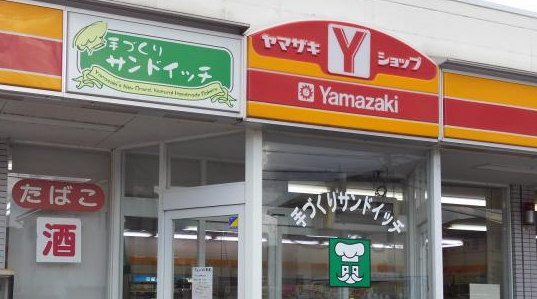 手づくり
サンドイッチ
ヤマザキ Y ショップ
Yamazaki
たばこ
酒
手づくりサンドイッチ